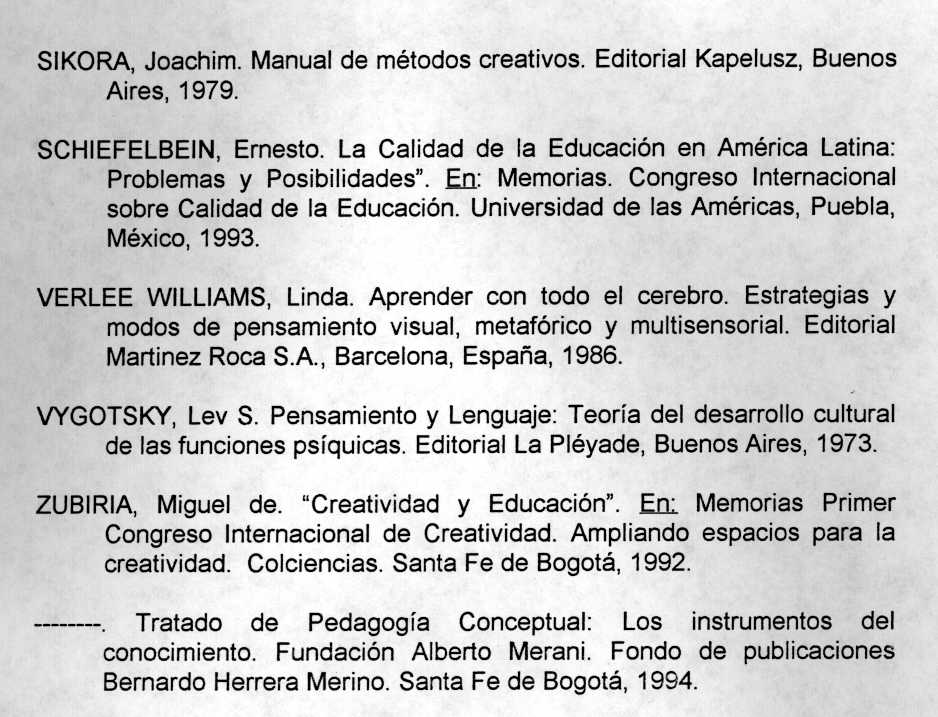 SIKORA, Joachim. Manual de métodos creativos. Editorial Kapelusz, Buenos
Aires, 1979.
SCHIEFELBEIN, Ernesto. La Calidad de la Educación en América Latina:
Problemas y Posibilidades”. En: Memorias. Congreso Internacional
sobre Calidad de la Educación. Universidad de las Américas, Puebla,
México, 1993.
VERLEE WILLIAMS, Linda. Aprender con todo el cerebro. Estrategias y
modos de pensamiento visual, metafórico y multisensorial. Editorial
Martinez Roca S.A., Barcelona, España, 1986.
VYGOTSKY, Lev S. Pensamiento y Lenguaje: Teoría del desarrollo cultural
de las funciones psíquicas. Editorial La Pléyade, Buenos Aires, 1973.
ZUBIRIA, Miguel de. “Creatividad y Educación”. En: Memorias Primer
Congreso Internacional de Creatividad. Ampliando espacios para la
creatividad. Colciencias. Santa Fe de Bogotá, 1992.
--------. Tratado de Pedagogía Conceptual: Los instrumentos del
conocimiento. Fundación Alberto Merani. Fondo de publicaciones
Bernardo Herrera Merino. Santa Fe de Bogotá, 1994.